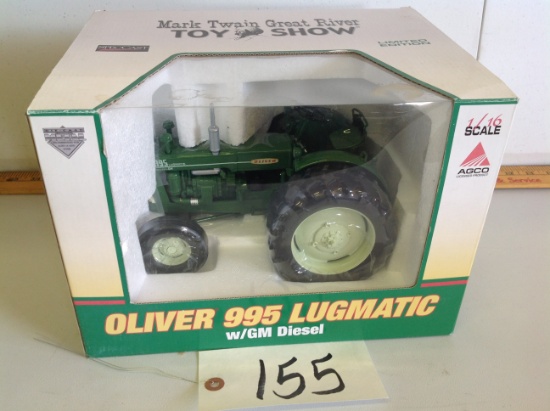 Mark Twain Great River
TOY SHOW
LIMITED
EDITION
1/16
SCALE
AGCO
995
OLIVER
OLIVER 995 LUGMATIC
w/GM Diesel
155